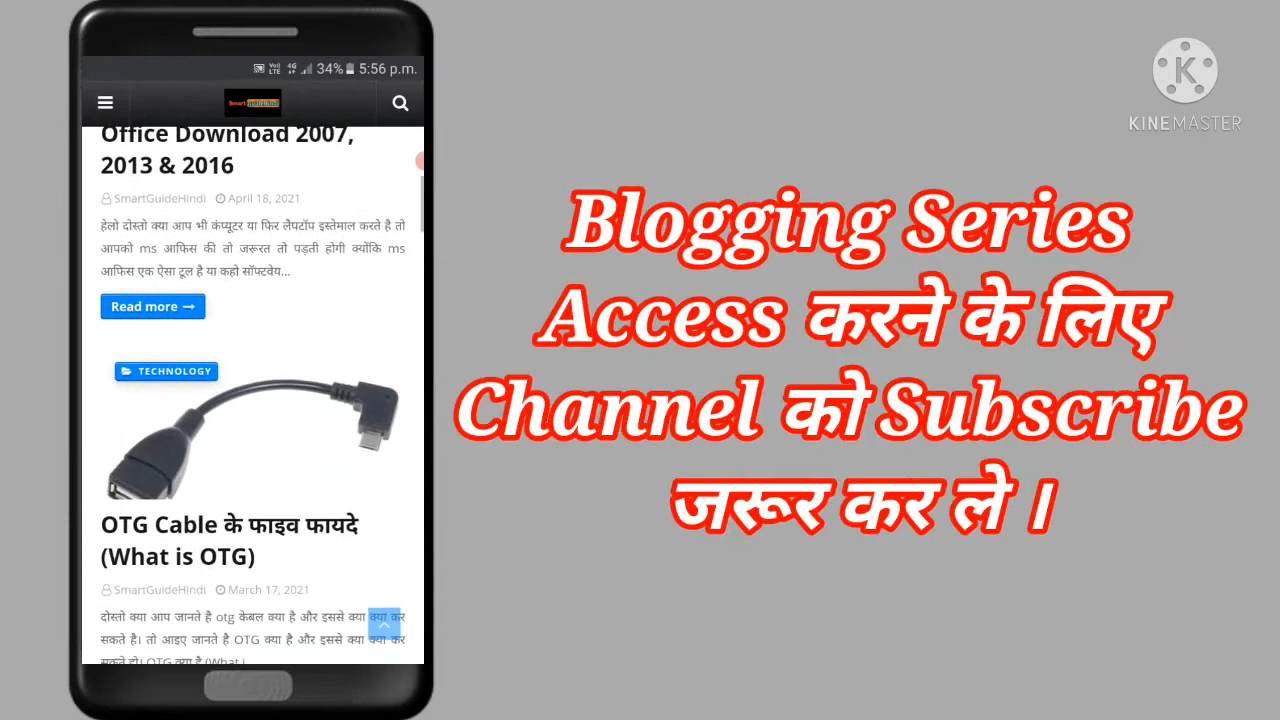 34% 5:56 p.m.
Office Download 2007,
2013 & 2016
SmartGuideHindi April 18, 2021
हेलो दोस्तो क्या आप भी कंप्यूटर या फिर लैपटॉप इस्तेमाल करते है तो
आपको ms आफिस की तो जरूरत तो पड़ती होगी क्योंकि ms
आफिस एक ऐसा टूल है या कहो सॉफ्टवेय...
Read more →
TECHNOLOGY
OTG Cable के फाइव फायदे
(What is OTG)
SmartGuideHindi March 17, 2021
दोस्तो क्या आप जानते है otg केबल क्या है और इससे क्या क्या कर
सकते है। तो आइए जानते है OTG क्या है और इससे क्या क्या कर
सकते हो। OTG क्या है (What i
Blogging Series
Access करने के लिए
Channel को Subscribe
जरूर कर ले ।
K
KINEMASTER